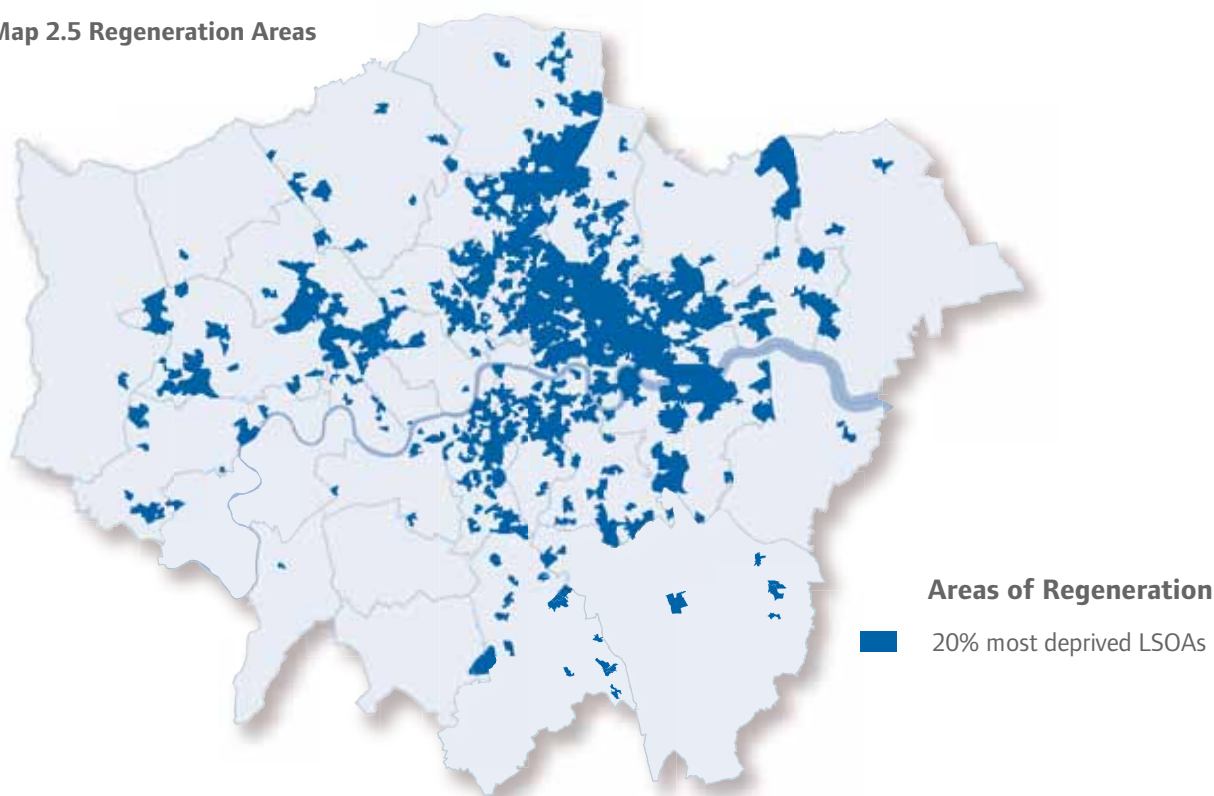 Map 2.5 Regeneration Areas
Areas of Regeneration
20% most deprived LSOAs